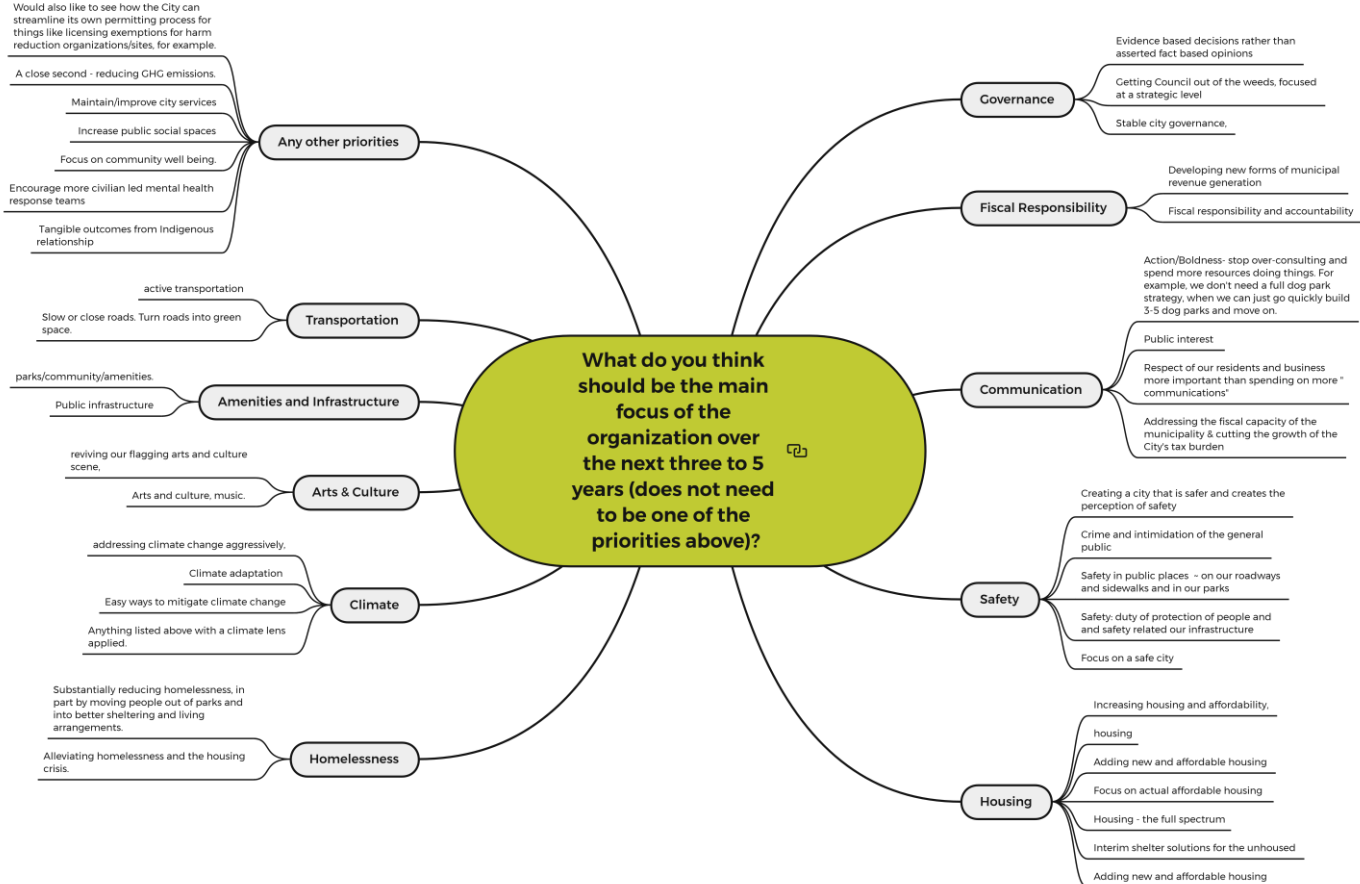 What do you think
should be the main
focus of the
organization over
the next three to 5
years (does not need
to be one of the
priorities above)?
Governance
Evidence based decisions rather than
asserted fact based opinions
Getting Council out of the weeds, focused
at a strategic level
Stable city governance,
Fiscal Responsibility
Developing new forms of municipal
revenue generation
Fiscal responsibility and accountability
Communication
Action/Boldness- stop over-consulting and
spend more resources doing things. For
example, we don't need a full dog park
strategy, when we can just go quickly build
3-5 dog parks and move on.
Public interest
Respect of our residents and business
more important than spending on more "
communications"
Addressing the fiscal capacity of the
municipality & cutting the growth of the
City's tax burden
Safety
Creating a city that is safer and creates the
perception of safety
Crime and intimidation of the general
public
Safety in public places – on our roadways
and sidewalks and in our parks
Safety: duty of protection of people and
and safety related our infrastructure
Focus on a safe city
Housing
Increasing housing and affordability,
housing
Adding new and affordable housing
Focus on actual affordable housing
Housing - the full spectrum
Interim shelter solutions for the unhoused
Adding new and affordable housing
Any other priorities
Would also like to see how the City can
streamline its own permitting process for
things like licensing exemptions for harm
reduction organizations/sites, for example.
A close second - reducing GHG emissions.
Maintain/improve city services
Increase public social spaces
Focus on community well being.
Encourage more civilian led mental health
response teams
Tangible outcomes from Indigenous
relationship
Transportation
active transportation
Slow or close roads. Turn roads into green
space.
Amenities and Infrastructure
parks/community/amenities.
Public infrastructure
Arts & Culture
reviving our flagging arts and culture
scene,
Arts and culture, music.
Climate
addressing climate change aggressively,
Climate adaptation
Easy ways to mitigate climate change
Anything listed above with a climate lens
applied.
Homelessness
Substantially reducing homelessness, in
part by moving people out of parks and
into better sheltering and living
arrangements.
Alleviating homelessness and the housing
crisis.